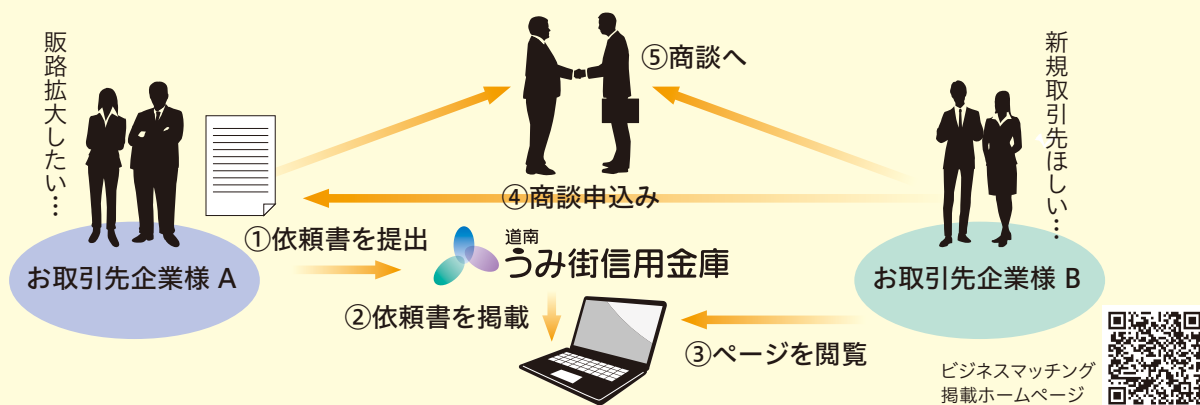 販路拡大したい…
⑤商談へ
新規取引先ほしい…
④商談申込み
①依頼書を提出
道南
うみ街信用金庫
お取引先企業様 A
お取引先企業様 B
②依頼書を掲載
③ページを閲覧
ビジネスマッチング
掲載ホームページ